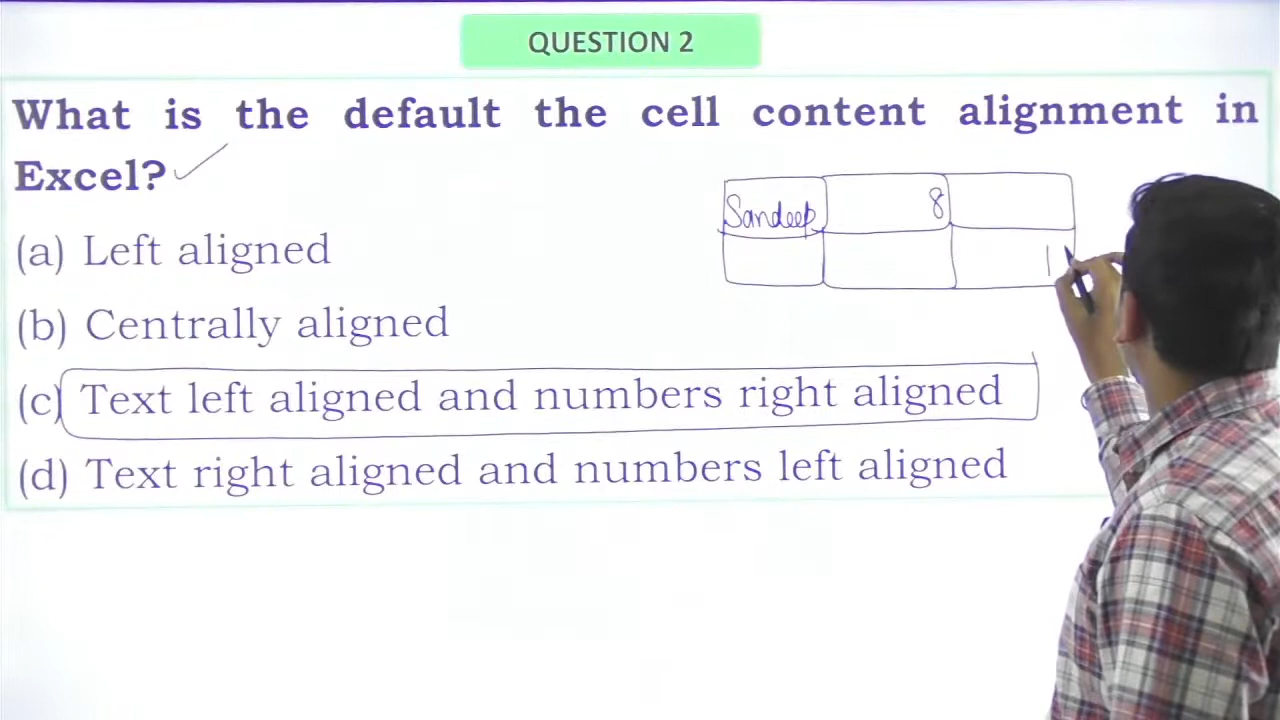 QUESTION 2
What is the default the cell content alignment in
Excel?
Sandeep 8
(a) Left aligned
1
(b) Centrally aligned
(c) Text left aligned and numbers right aligned
(d) Text right aligned and numbers left aligned